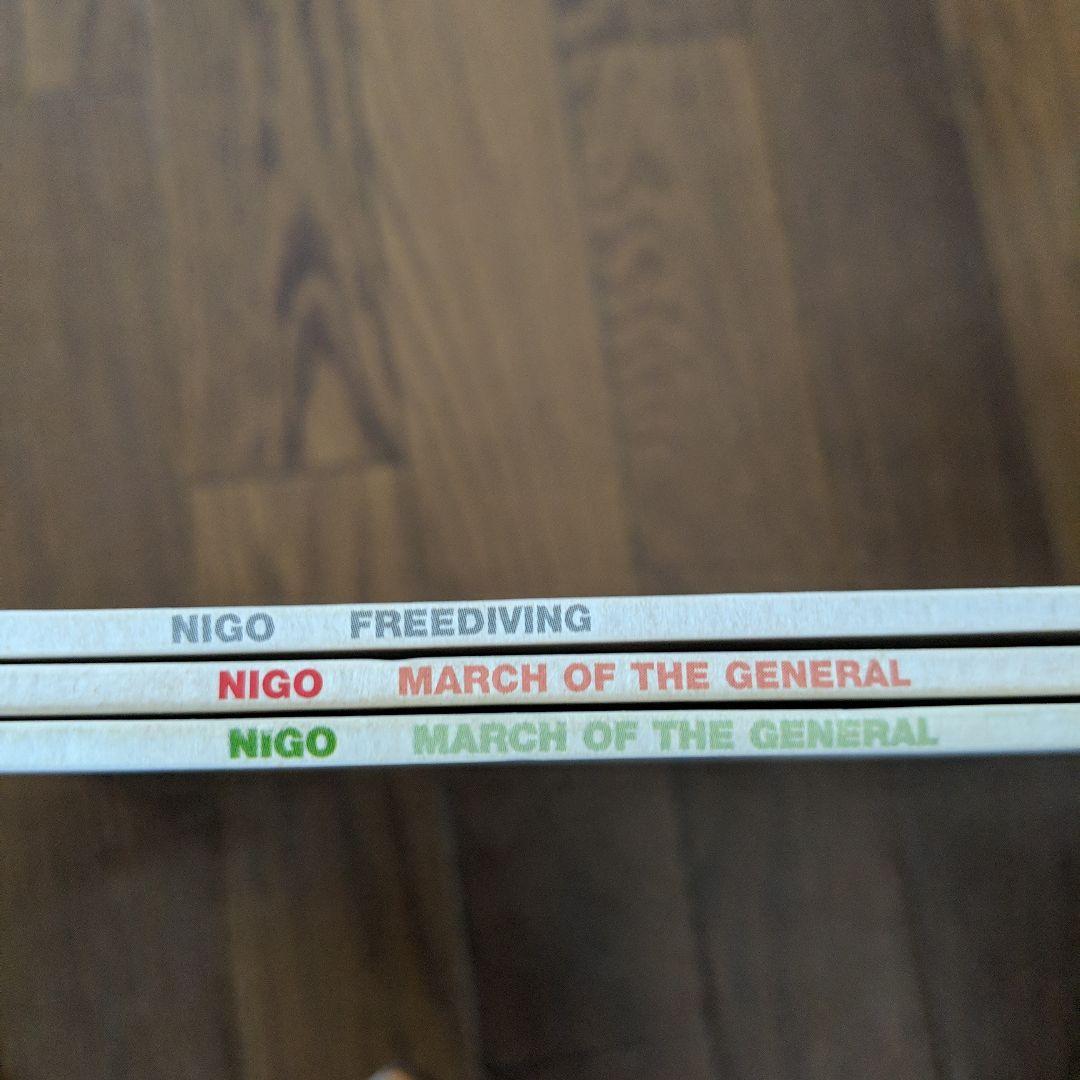 NIGO FREEDIVING
NIGO MARCH OF THE GENERAL
NIGO MARCH OF THE GENERAL